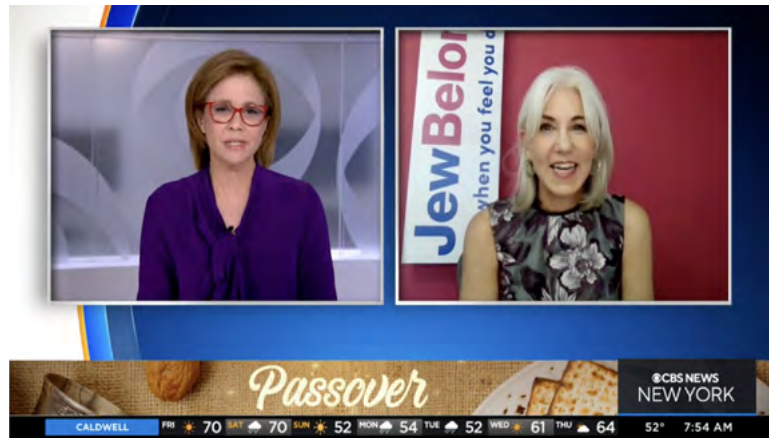 JewBelon
when you feel you d
Passover
CBS NEWS
NEW YORK
CALDWELL FRI 70 SAT 70 SUN 52 MON 54 TUE 52 WED 61 THU 64 52° 7:54 AM